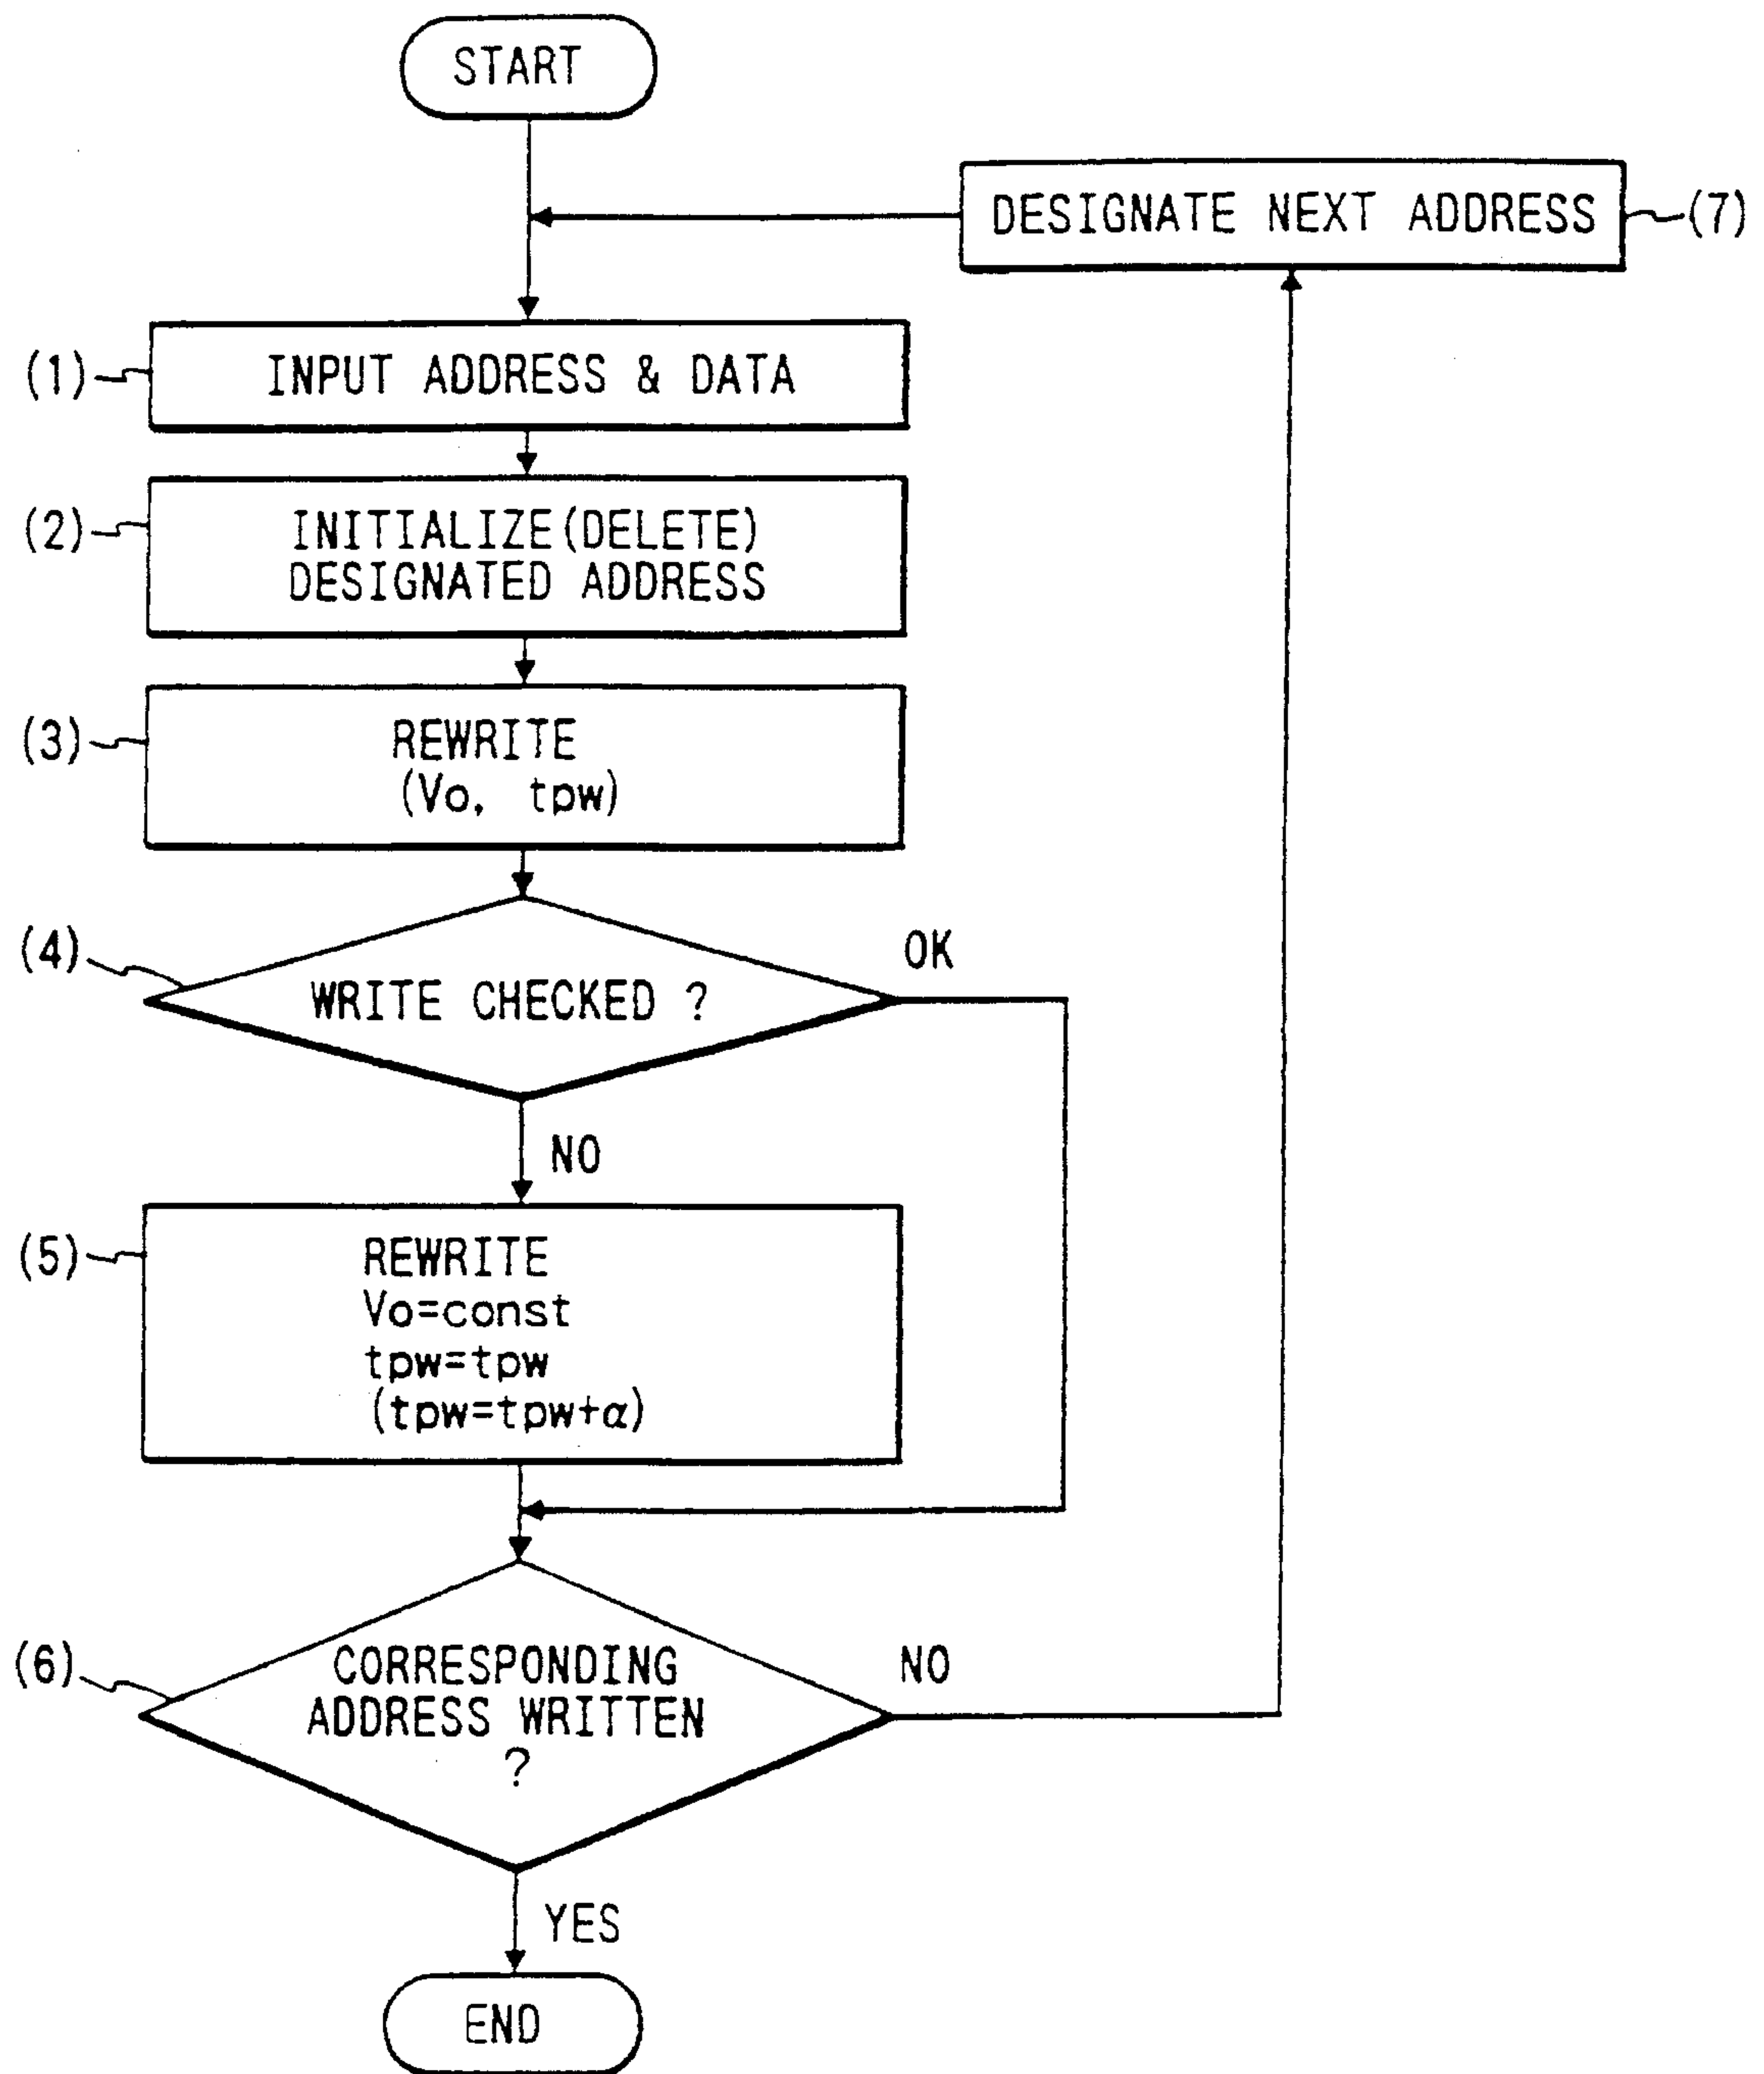 START
DESIGNATE NEXT ADDRESS
(7)
(1)
INPUT ADDRESS & DATA
(2)
INITIALIZE(DELETE)
DESIGNATED ADDRESS
(3)
REWRITE
(Vo, tpw)
(4)
WRITE CHECKED ?
OK
NO
(5)
REWRITE
Vo=const
tpw=tpw
(tpw=tpw+α)
(6)
CORRESPONDING
ADDRESS WRITTEN
?
NO
YES
END